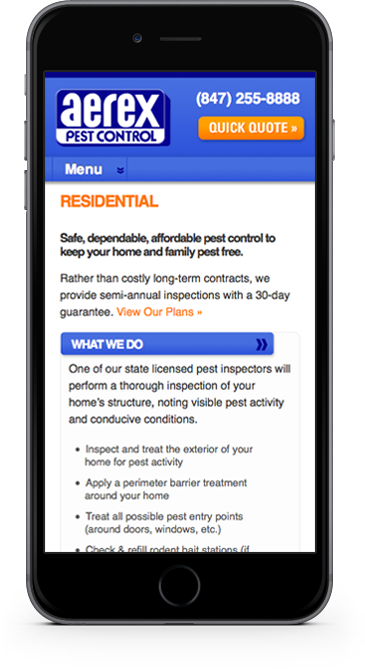 aerex
PEST CONTROL
(847) 255-8888
QUICK QUOTE »
Menu
RESIDENTIAL
Safe, dependable, affordable pest control to
keep your home and family pest free.
Rather than costly long-term contracts, we
provide semi-annual inspections with a 30-day
guarantee. View Our Plans »
WHAT WE DO
One of our state licensed pest inspectors will
perform a thorough inspection of your
home's structure, noting visible pest activity
and conducive conditions.
• Inspect and treat the exterior of your
home for pest activity
• Apply a perimeter barrier treatment
around your home
• Treat all possible pest entry points
(around doors, windows, etc.)
• Check & refill rodent bait stations (if